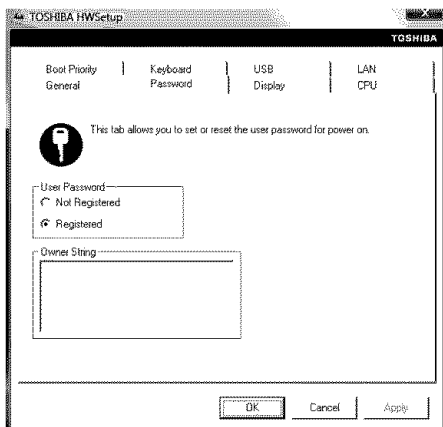 TOSHIBA HWSetup
TOSHIBA
Boot Priority Keyboard USB LAN
General Password Display CPU
This tab allows you to set or reset the user password for power on.
User Password
Not Registered
Registered
Owner String
OK Cancel Apply